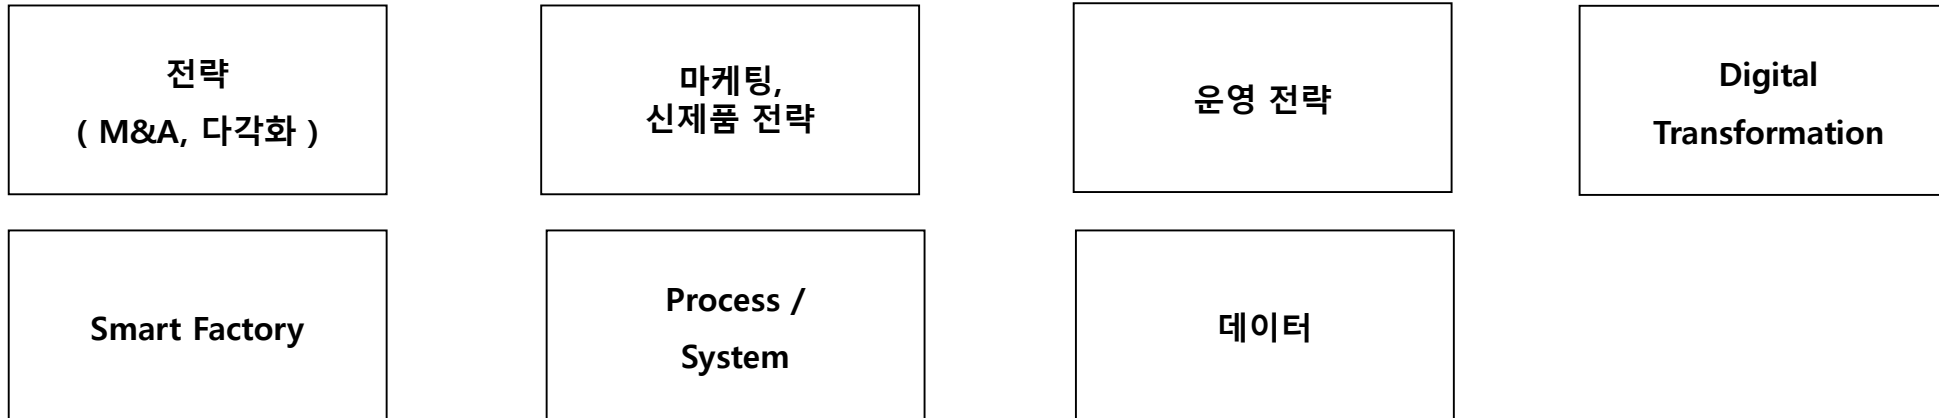 전략
( M&A, 다각화 )
마케팅,
신제품 전략
운영 전략
Digital
Transformation
Smart Factory
Process /
System
데이터